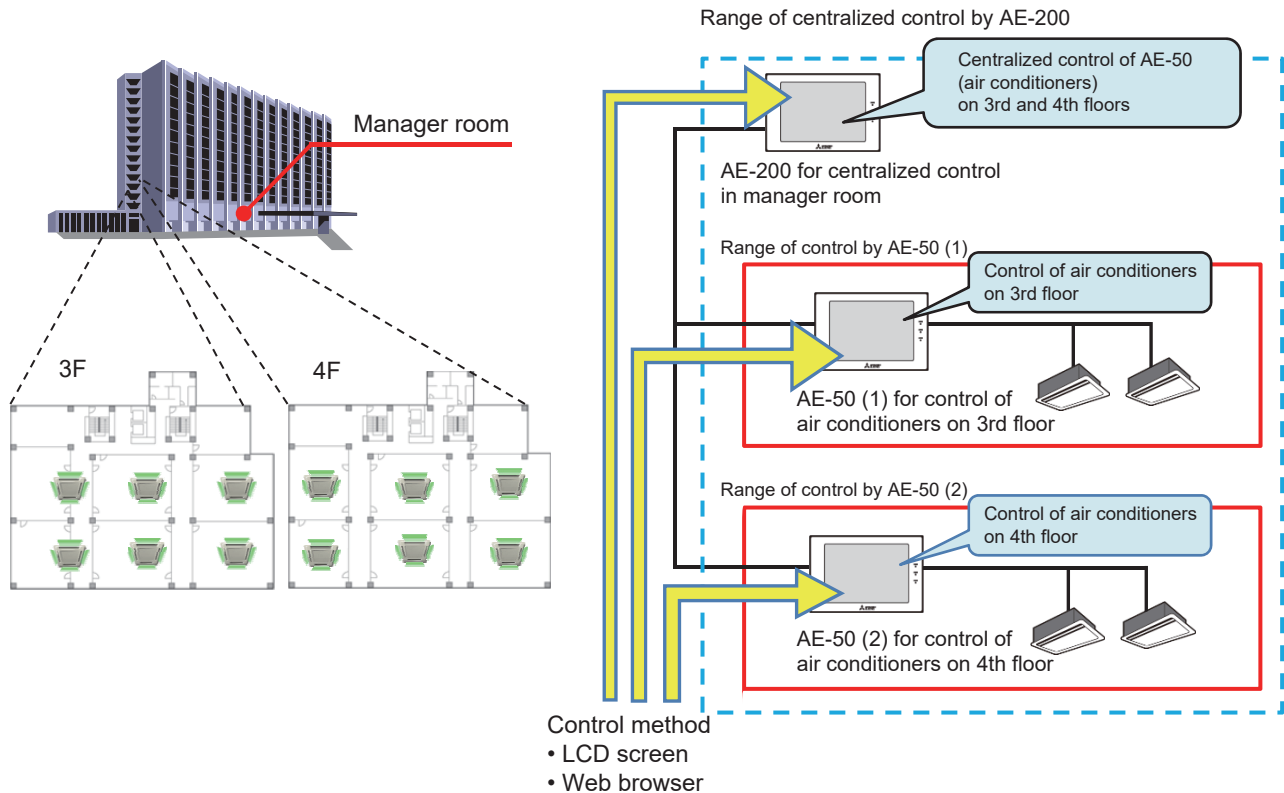 Range of centralized control by AE-200
Centralized control of AE-50
(air conditioners)
on 3rd and 4th floors
Manager room
AE-200 for centralized control
in manager room
Range of control by AE-50 (1)
Control of air conditioners
on 3rd floor
3F
4F
AE-50 (1) for control of
air conditioners on 3rd floor
Range of control by AE-50 (2)
Control of air conditioners
on 4th floor
AE-50 (2) for control of
air conditioners on 4th floor
Control method
• LCD screen
• Web browser